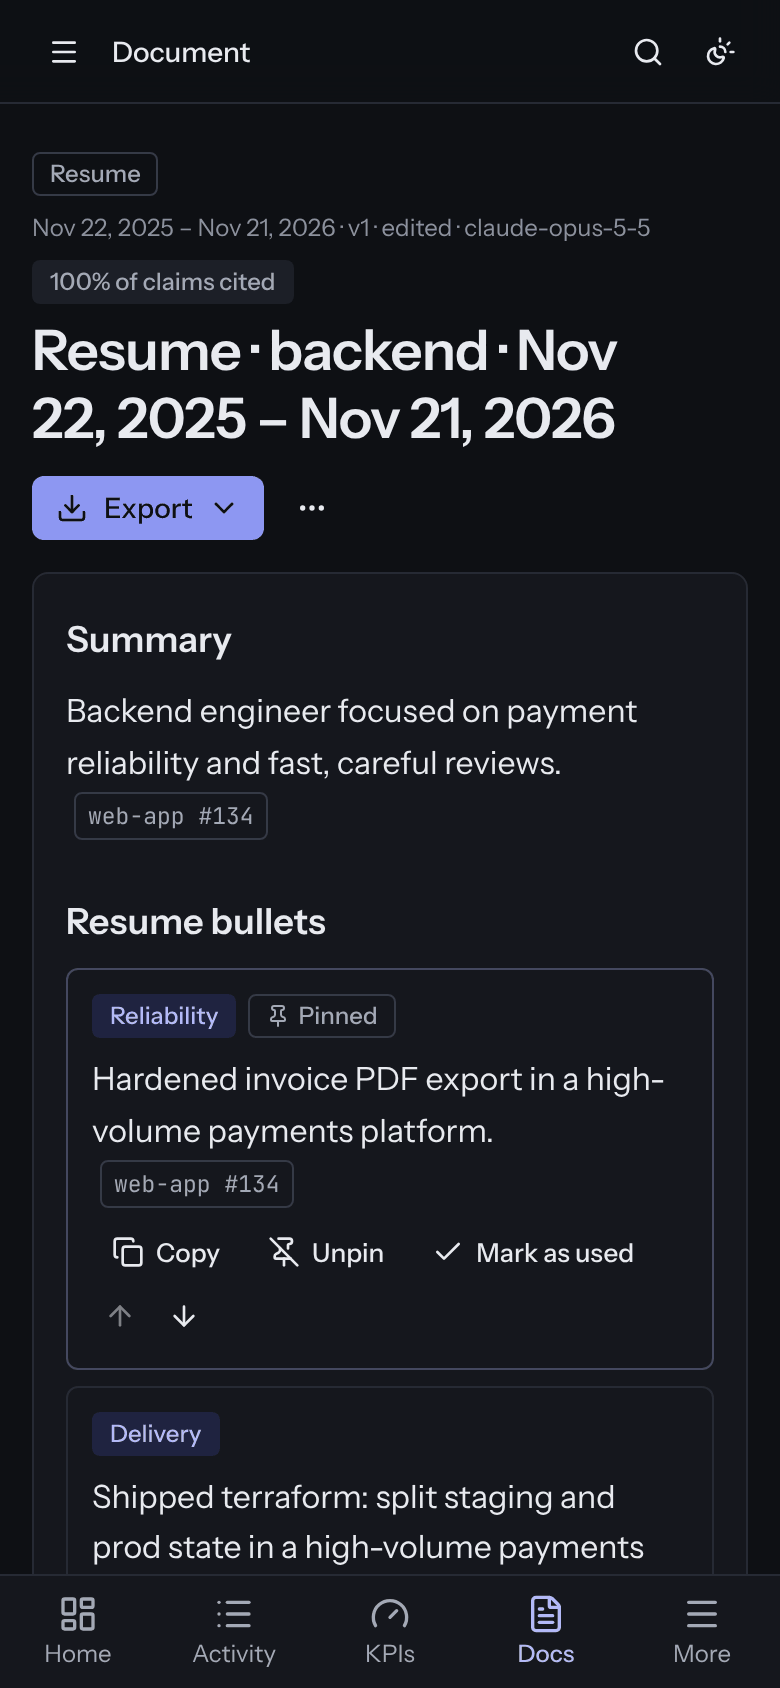 Document
Resume
Nov 22, 2025 – Nov 21, 2026 · v1 · edited · claude-opus-5-5
100% of claims cited
Resume · backend · Nov
22, 2025 – Nov 21, 2026
Export
Summary
Backend engineer focused on payment
reliability and fast, careful reviews.
web-app #134
Resume bullets
Reliability Pinned
Hardened invoice PDF export in a high-
volume payments platform.
web-app #134
Copy Unpin Mark as used
Delivery
Shipped terraform: split staging and
prod state in a high-volume payments
Home Activity KPIs Docs More